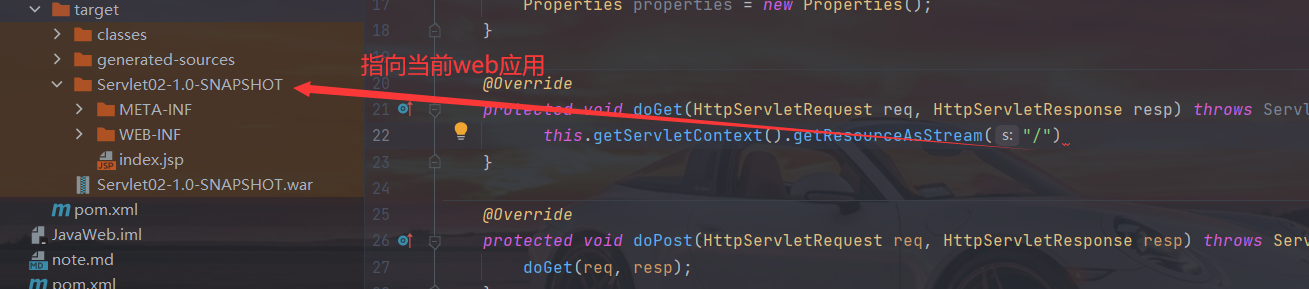 target
classes
generated-sources
Servlet02-1.0-SNAPSHOT
META-INF
WEB-INF
index.jsp
Servlet02-1.0-SNAPSHOT.war
pom.xml
JavaWeb.iml
note.md
pom.xml
指向当前web应用
17 Properties properties = new Properties();
18 }
19
20 @Override
21 protected void doGet(HttpServletRequest req, HttpServletResponse resp) throws Servl
22 this.getServletContext().getResourceAsStream( s: "/")
23 }
24
25 @Override
26 protected void doPost(HttpServletRequest req, HttpServletResponse resp) throws Ser
27 doGet(req, resp);
}